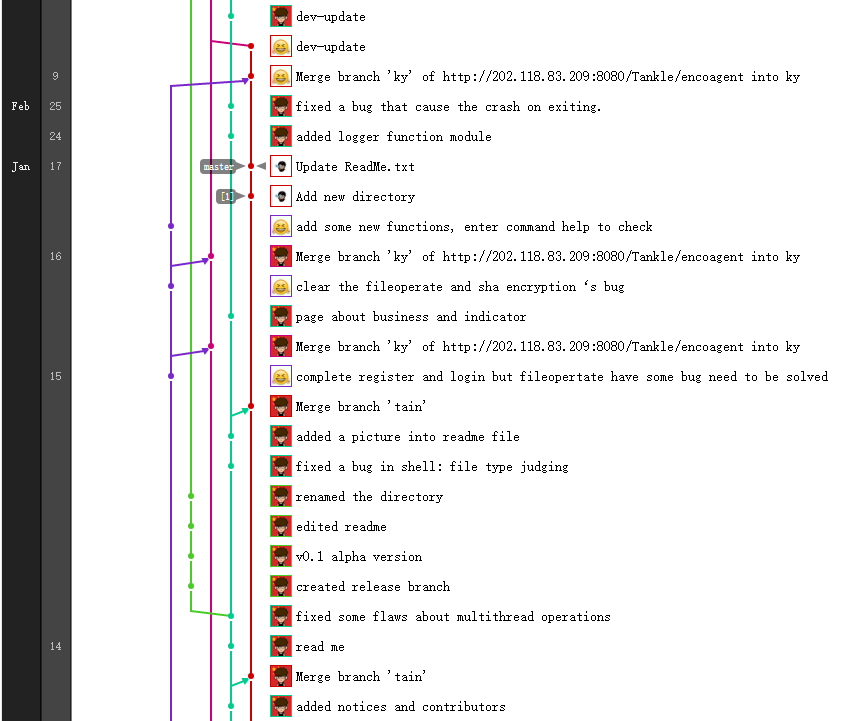 dev-update
dev-update
9 Merge branch 'ky' of http://202.118.83.209:8080/Tankle/encoagent into ky
Feb 25 fixed a bug that cause the crash on exiting.
24 added logger function module
Jan 17 master Update ReadMe.txt
[1] Add new directory
add some new functions, enter command help to check
16 Merge branch 'ky' of http://202.118.83.209:8080/Tankle/encoagent into ky
clear the fileoperate and sha encryption ‘s bug
page about business and indicator
Merge branch 'ky' of http://202.118.83.209:8080/Tankle/encoagent into ky
15 complete register and login but fileopertate have some bug need to be solved
Merge branch 'tain'
added a picture into readme file
fixed a bug in shell: file type judging
renamed the directory
edited readme
v0.1 alpha version
created release branch
fixed some flaws about multithread operations
14 read me
Merge branch 'tain'
added notices and contributors